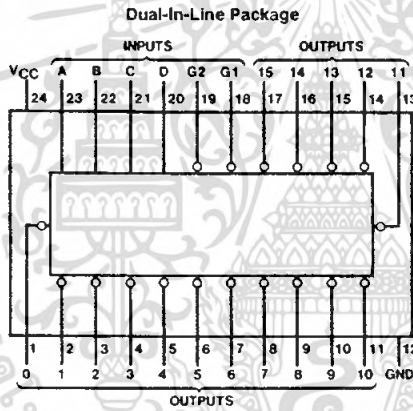 Dual-In-Line Package
INPUTS OUTPUTS
VCC A B C D G2 G1 15 14 13 12 11
24 23 22 21 20 19 18 17 16 15 14 13
1 2 3 4 5 6 7 8 9 10 11 12
0 1 2 3 4 5 6 7 8 9 10 GND
OUTPUTS